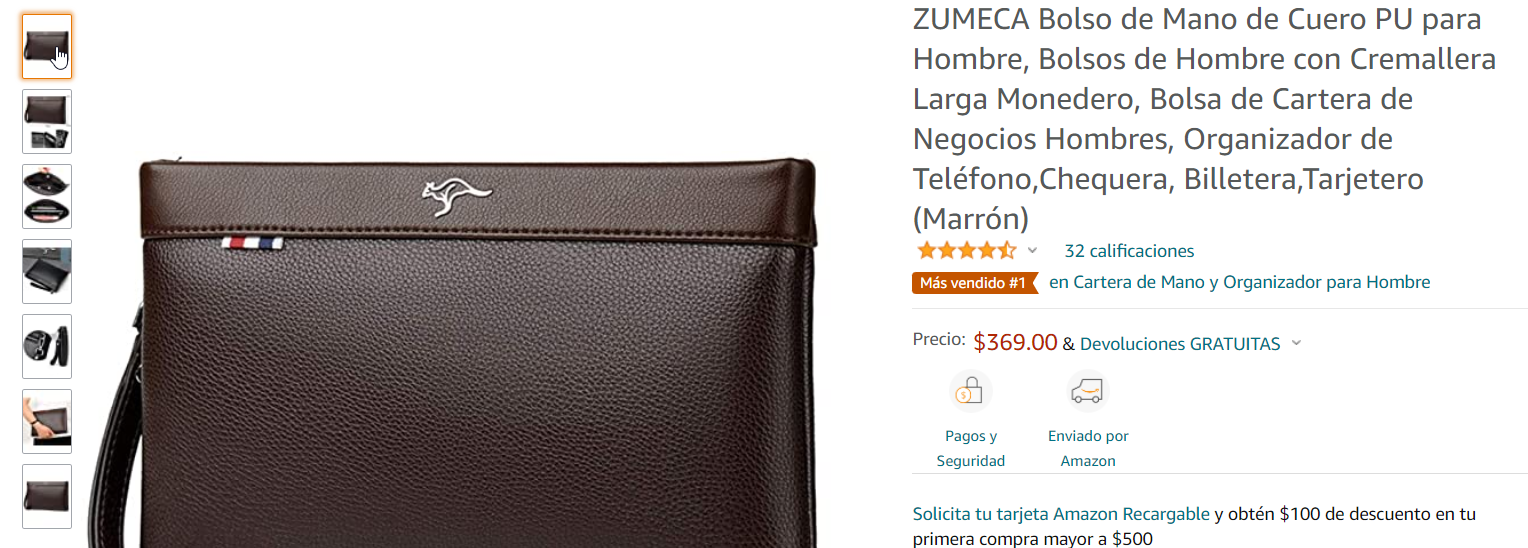 ZUMECA Bolso de Mano de Cuero PU para
Hombre, Bolsos de Hombre con Cremallera
Larga Monedero, Bolsa de Cartera de
Negocios Hombres, Organizador de
Teléfono,Chequera, Billetera,Tarjetero
(Marrón)
32 calificaciones
Más vendido #1 en Cartera de Mano y Organizador para Hombre
Precio: $369.00 & Devoluciones GRATUITAS
$
Pagos y
Seguridad
Enviado por
Amazon
Solicita tu tarjeta Amazon Recargable y obtén $100 de descuento en tu
primera compra mayor a $500